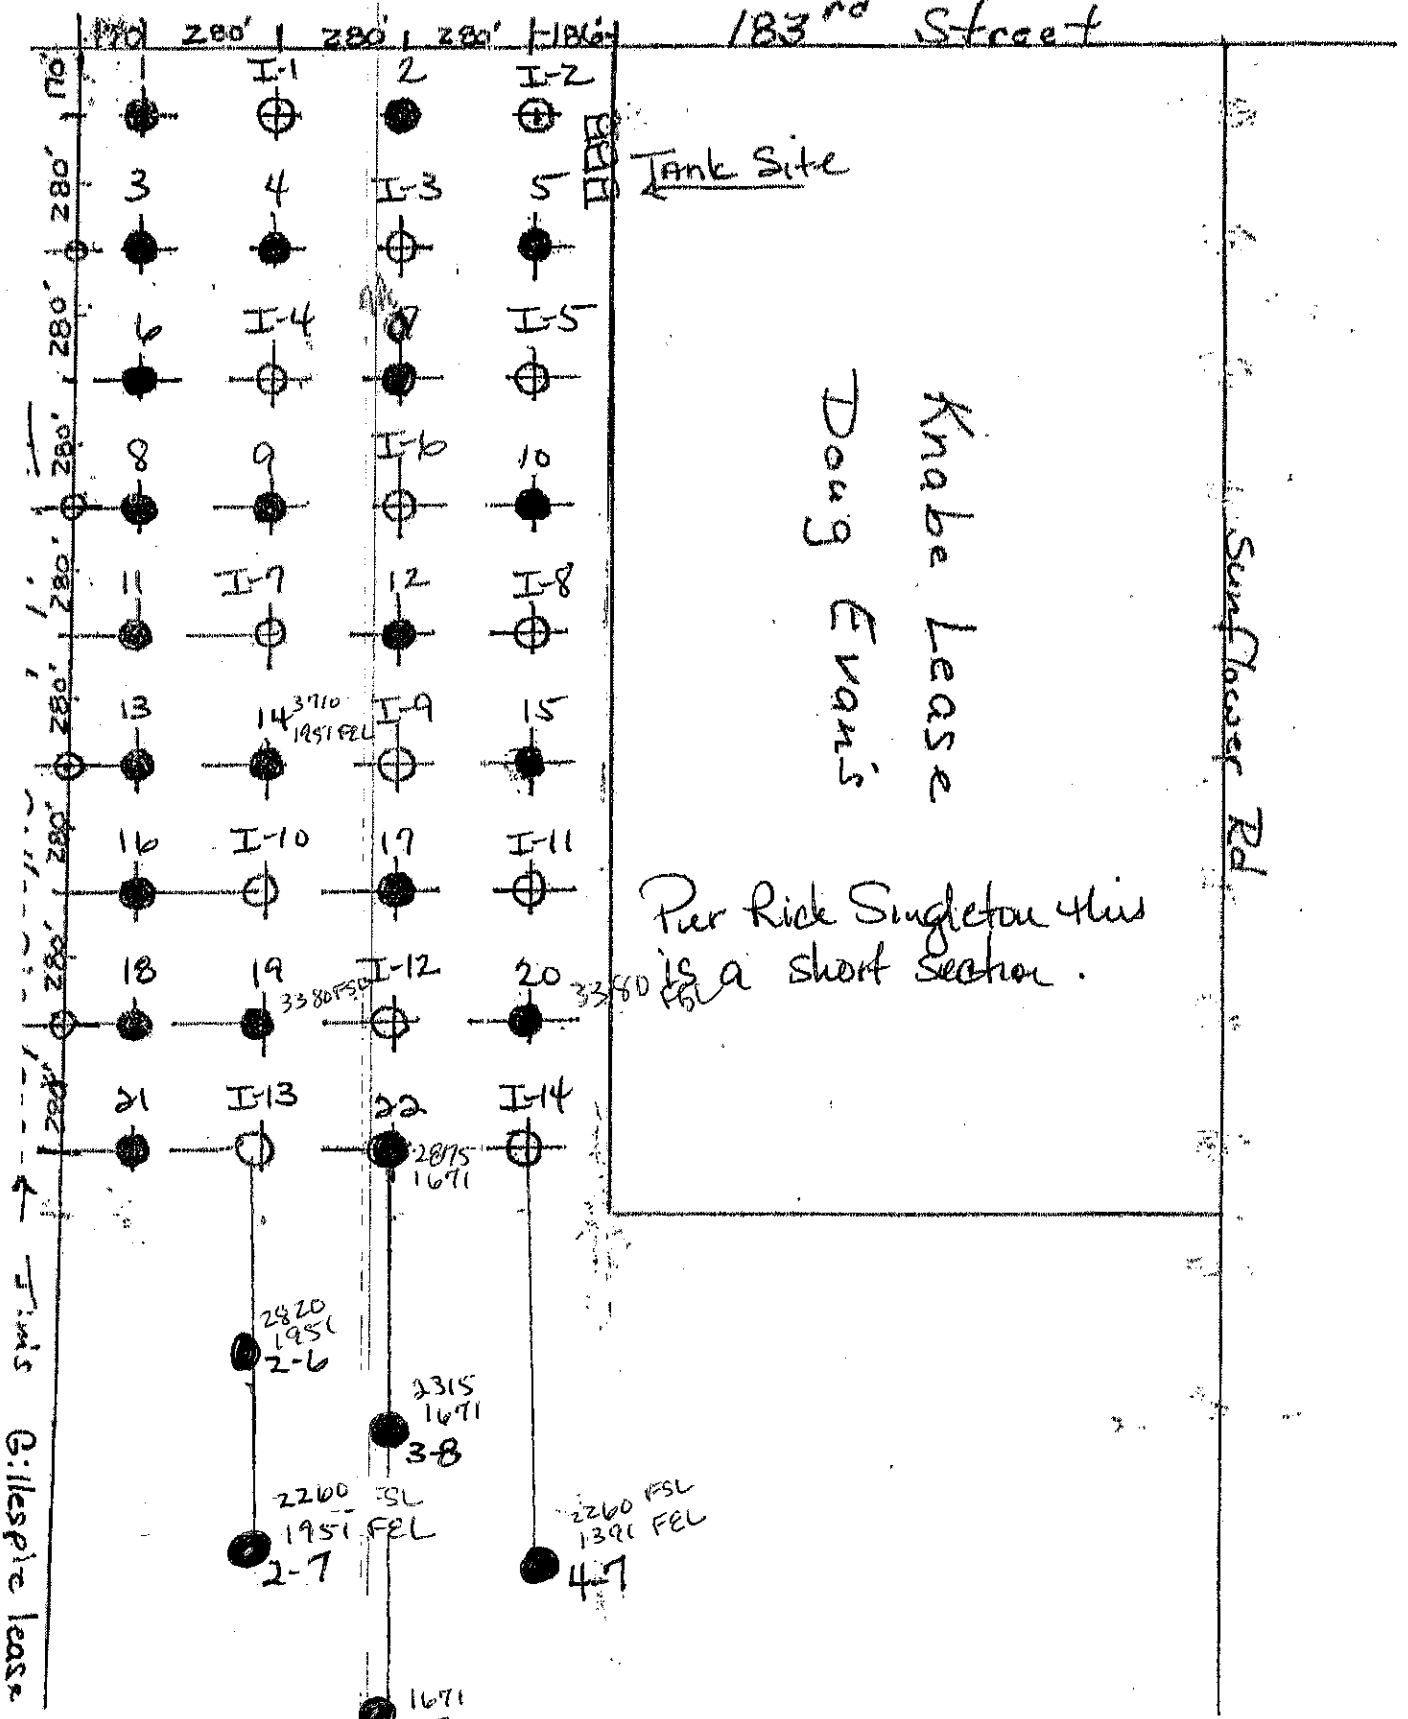 170' 280' 280' 280' 186' 183rd Street
170'
1 I-1 2 I-2
Tank Site
280'
3 4 I-3 5
280'
6 I-4 7 I-5
280'
8 9 I-6 10
280'
11 I-7 12 I-8
280'
13 14 3710 I-9 15
1951 FEL
280'
16 I-10 17 I-11
280'
18 19 I-12 20
3380 FSL 3380 FSL
280'
21 I-13 22 I-14
2875
1671
Knabe Lease
Doug Evans
Sunflower Rd
Per Rick Singleton this
is a short section.
2820
1951
2-6
2315
1671
3-8
2260 FSL
1951 FEL
2-7
2260 FSL
1391 FEL
4-7
1671
Jim's Gillespie lease